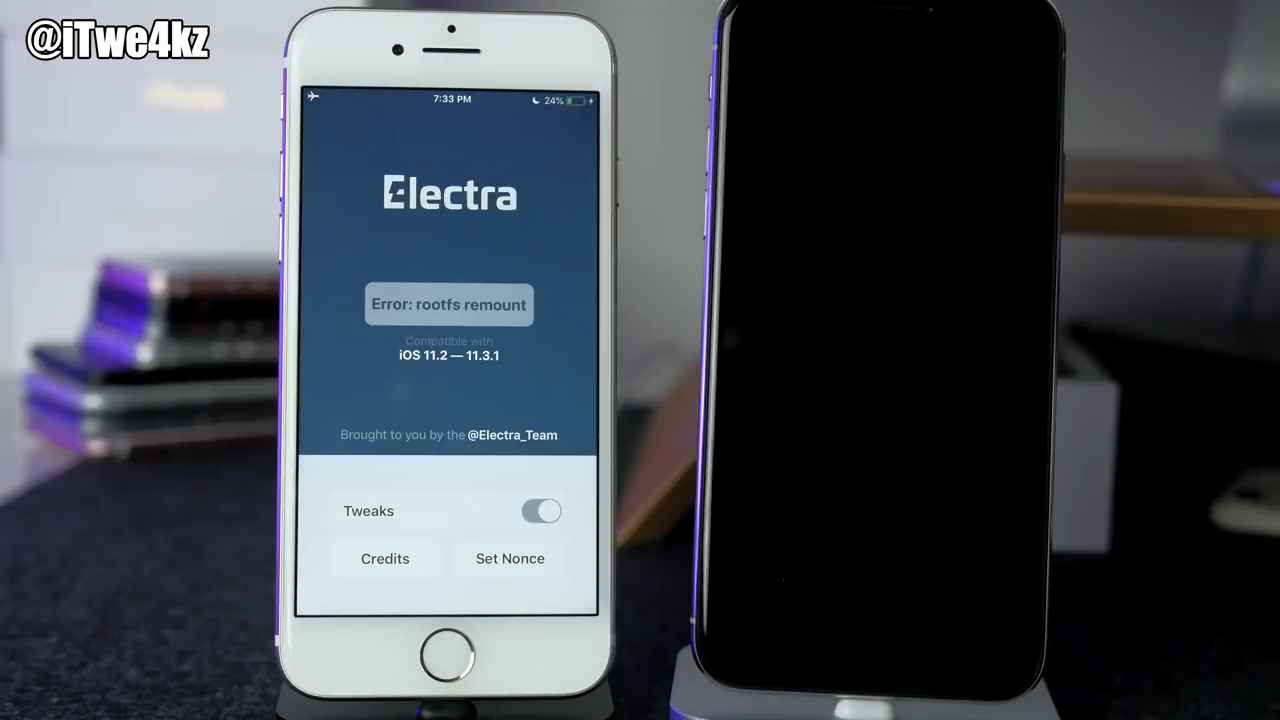 @iTwe4kz
7:33 PM
24%
Electra
Error: rootfs remount
Compatible with
iOS 11.2 — 11.3.1
Brought to you by the @Electra_Team
Tweaks
Credits
Set Nonce